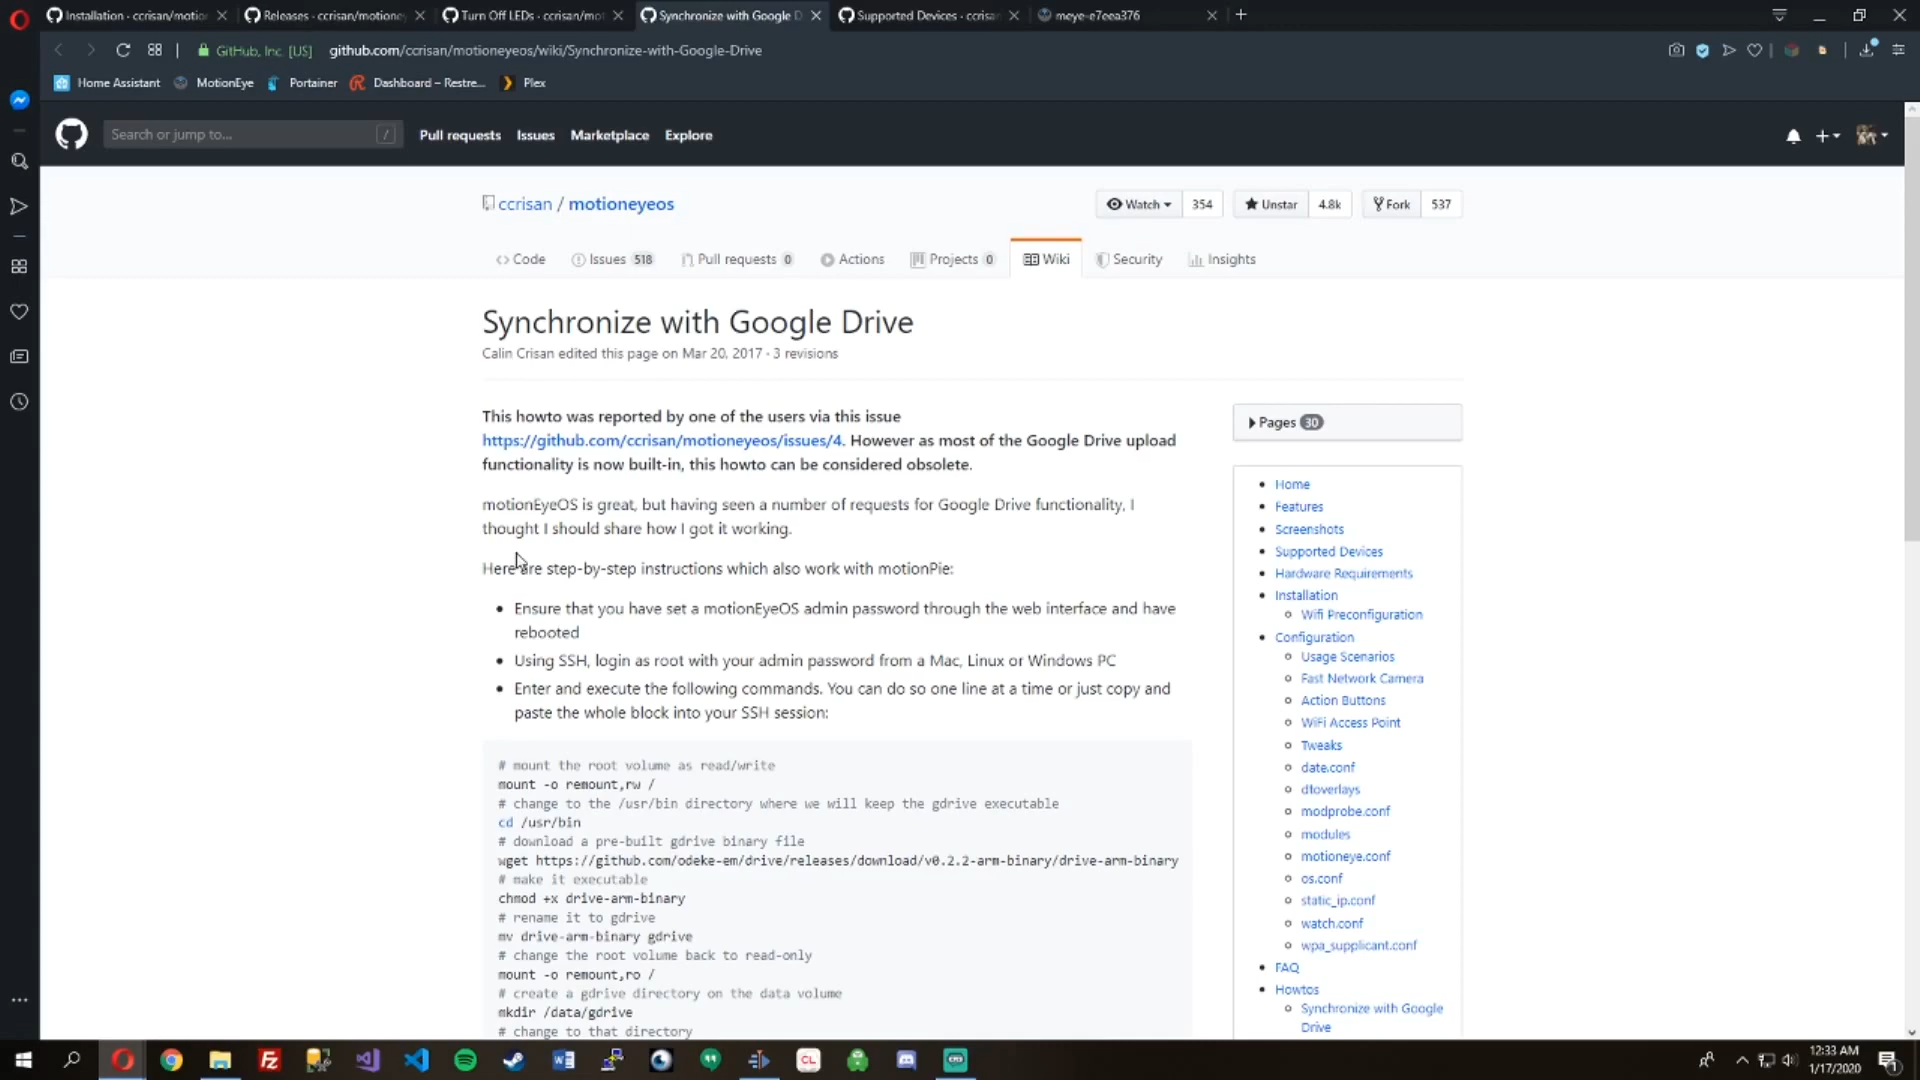 Installation · ccrisan/motion
Releases · ccrisan/motioney
Turn Off LEDs · ccrisan/mot
Synchronize with Google D
Supported Devices · ccrisan
meye-e7eea376
GitHub, Inc. [US]
github.com/ccrisan/motioneyeos/wiki/Synchronize-with-Google-Drive
Home Assistant
MotionEye
Portainer
Dashboard – Restre...
Plex
Search or jump to...
/
Pull requests
Issues
Marketplace
Explore
ccrisan / motioneyeos
Watch 354
Unstar 4.8k
Fork 537
Code
Issues 518
Pull requests 0
Actions
Projects 0
Wiki
Security
Insights
Synchronize with Google Drive
Calin Crisan edited this page on Mar 20, 2017 · 3 revisions
This howto was reported by one of the users via this issue
https://github.com/ccrisan/motioneyeos/issues/4. However as most of the Google Drive upload
functionality is now built-in, this howto can be considered obsolete.
motionEyeOS is great, but having seen a number of requests for Google Drive functionality, I
thought I should share how I got it working.
Here are step-by-step instructions which also work with motionPie:
• Ensure that you have set a motionEyeOS admin password through the web interface and have
rebooted
• Using SSH, login as root with your admin password from a Mac, Linux or Windows PC
• Enter and execute the following commands. You can do so one line at a time or just copy and
paste the whole block into your SSH session:
# mount the root volume as read/write
mount -o remount,rw /
# change to the /usr/bin directory where we will keep the gdrive executable
cd /usr/bin
# download a pre-built gdrive binary file
wget https://github.com/odeke-em/drive/releases/download/v0.2.2-arm-binary/drive-arm-binary
# make it executable
chmod +x drive-arm-binary
# rename it to gdrive
mv drive-arm-binary gdrive
# change the root volume back to read-only
mount -o remount,ro /
# create a gdrive directory on the data volume
mkdir /data/gdrive
# change to that directory
Pages 30
Home
Features
Screenshots
Supported Devices
Hardware Requirements
Installation
Wifi Preconfiguration
Configuration
Usage Scenarios
Fast Network Camera
Action Buttons
WiFi Access Point
Tweaks
date.conf
dtoverlays
modprobe.conf
modules
motioneye.conf
os.conf
static_ip.conf
watch.conf
wpa_supplicant.conf
FAQ
Howtos
Synchronize with Google
Drive
CL
12:33 AM
1/17/2020
1